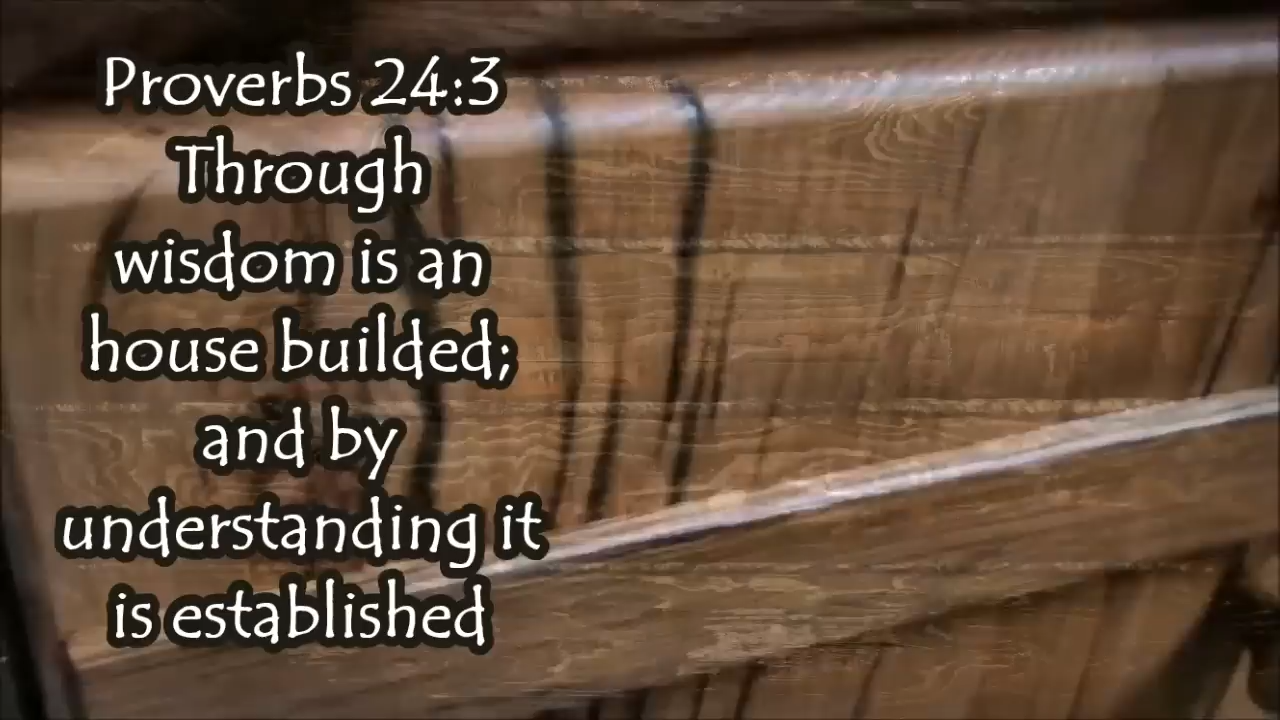 Proverbs 24:3
Through
wisdom is an
house builded;
and by
understanding it
is established